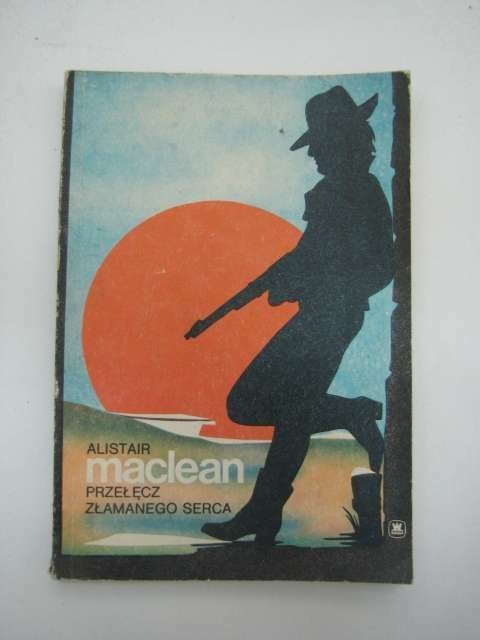 ALISTAIR
maclean
PRZEŁĘCZ
ZŁAMANEGO SERCA